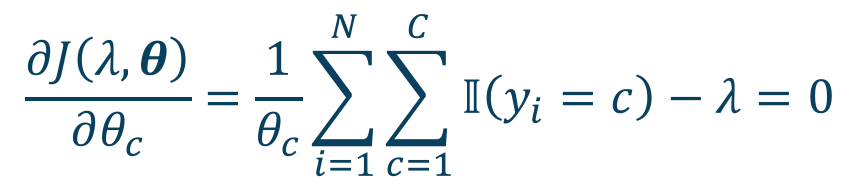 ∂J(λ, θ)/∂θ_c = 1/θ_c ∑_{i=1}^{N} ∑_{c=1}^{C} 𝕀(y_i = c) − λ = 0